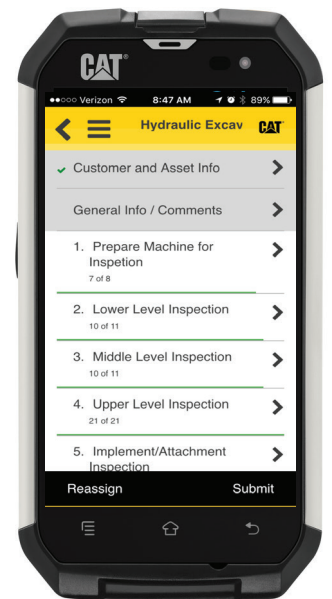 CAT
Verizon 8:47 AM 89%
Hydraulic Excav CAT
Customer and Asset Info
General Info / Comments
1. Prepare Machine for
Inspetion
7 of 8
2. Lower Level Inspection
10 of 11
3. Middle Level Inspection
10 of 11
4. Upper Level Inspection
21 of 21
5. Implement/Attachment
Inspection
Reassign Submit